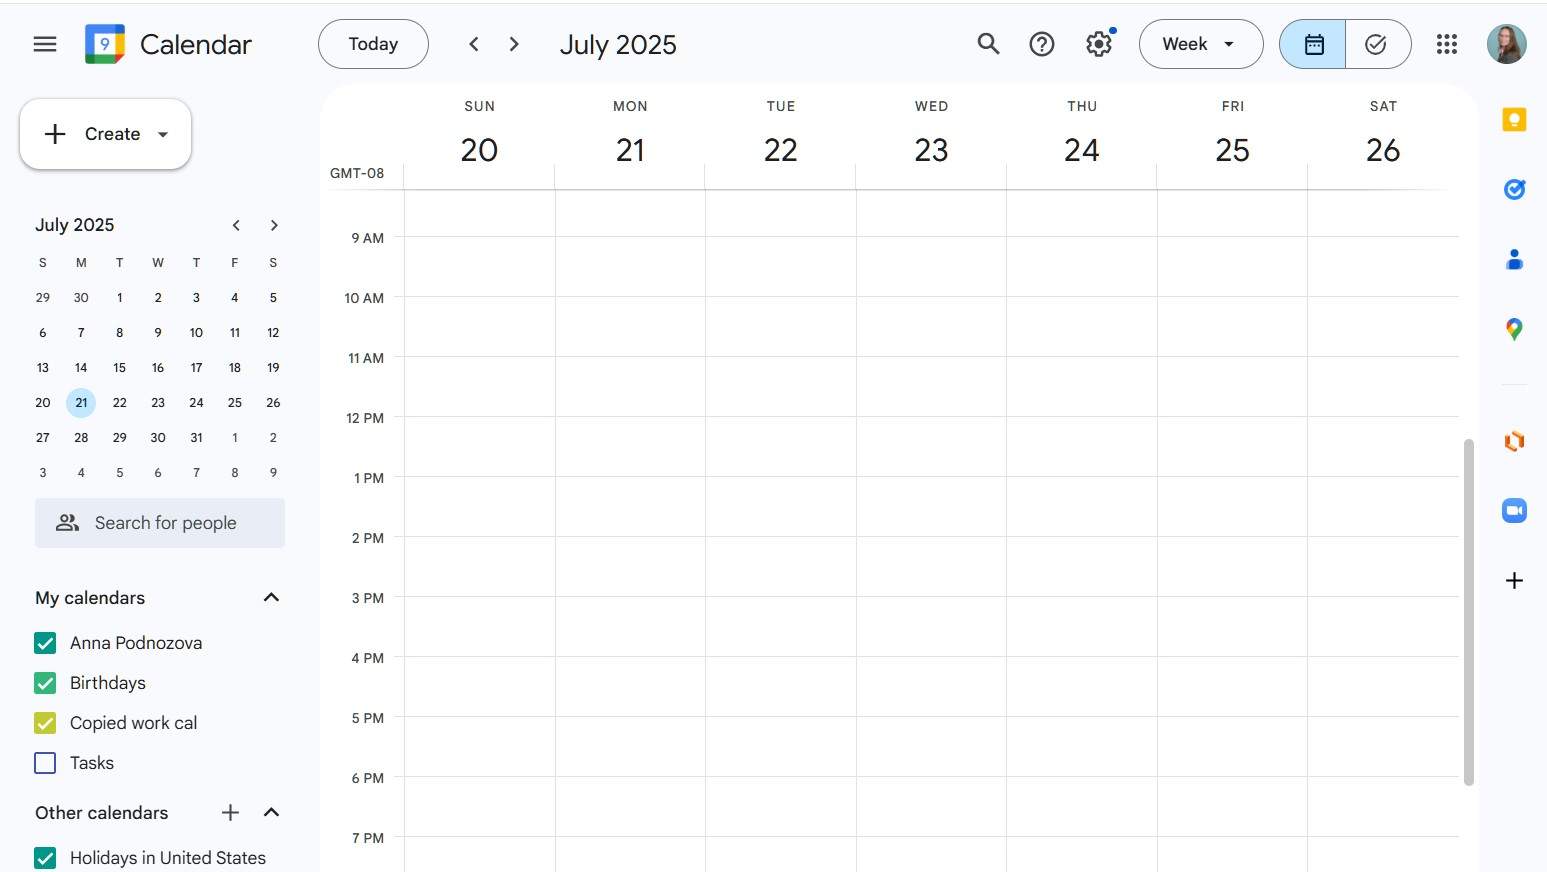 9 Calendar Today July 2025 Week
Create
July 2025
S M T W T F S
29 30 1 2 3 4 5
6 7 8 9 10 11 12
13 14 15 16 17 18 19
20 21 22 23 24 25 26
27 28 29 30 31 1 2
3 4 5 6 7 8 9
Search for people
My calendars
Anna Podnozova
Birthdays
Copied work cal
Tasks
Other calendars
Holidays in United States
SUN MON TUE WED THU FRI SAT
20 21 22 23 24 25 26
GMT-08
9 AM
10 AM
11 AM
12 PM
1 PM
2 PM
3 PM
4 PM
5 PM
6 PM
7 PM